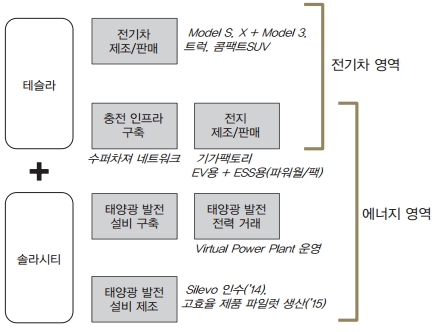 테슬라
전기차
제조/판매
Model S, X + Model 3,
트럭, 콤팩트SUV
전기차 영역
충전 인프라
구축
수퍼차져 네트워크
전지
제조/판매
기가팩토리
EV용 + ESS용(파워월/팩)
+
에너지 영역
솔라시티
태양광 발전
설비 구축
태양광 발전
전력 거래
Virtual Power Plant 운영
태양광 발전
설비 제조
Silevo 인수('14),
고효율 제품 파일럿 생산('15)